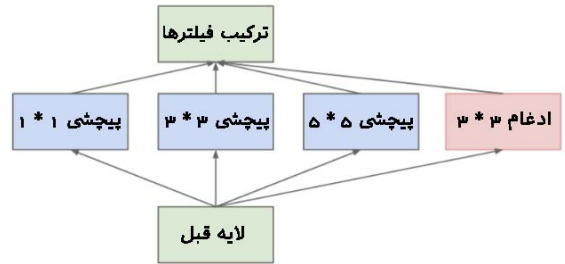 ترکیب فیلترها
پیچشی ۱ * ۱
پیچشی ۳ * ۳
پیچشی ۵ * ۵
ادغام ۳ * ۳
لایه قبل